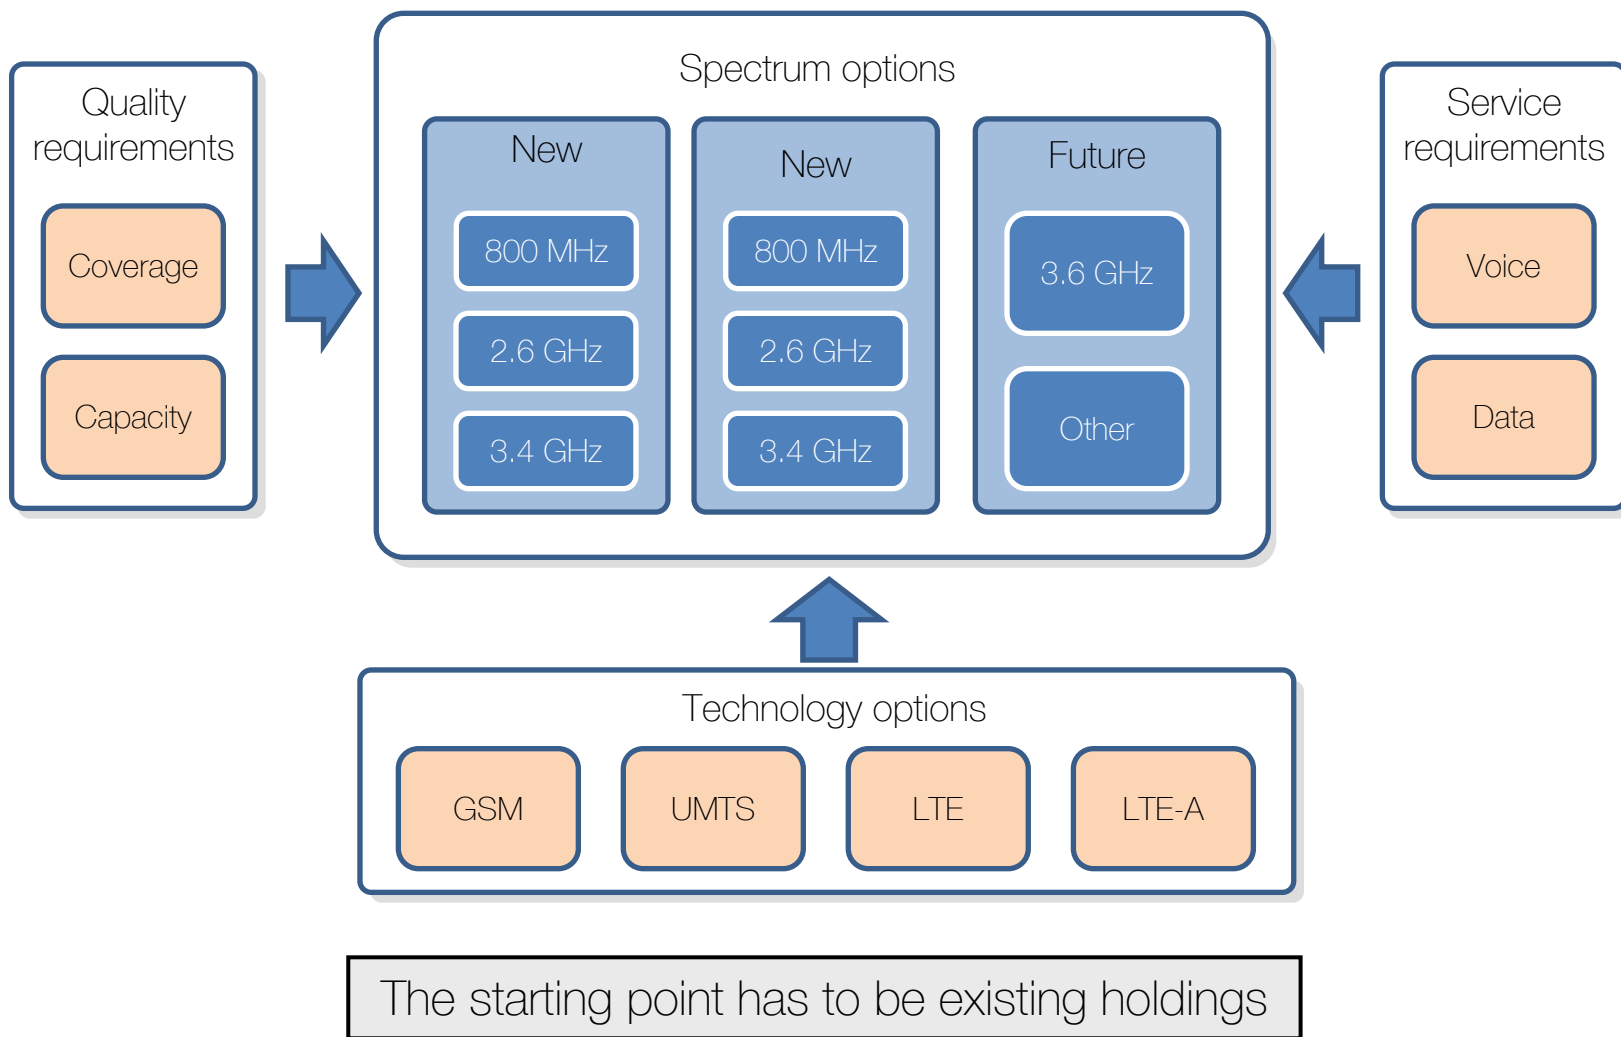 Quality
requirements
Coverage
Capacity
Spectrum options
New
800 MHz
2.6 GHz
3.4 GHz
New
800 MHz
2.6 GHz
3.4 GHz
Future
3.6 GHz
Other
Service
requirements
Voice
Data
Technology options
GSM
UMTS
LTE
LTE-A
The starting point has to be existing holdings